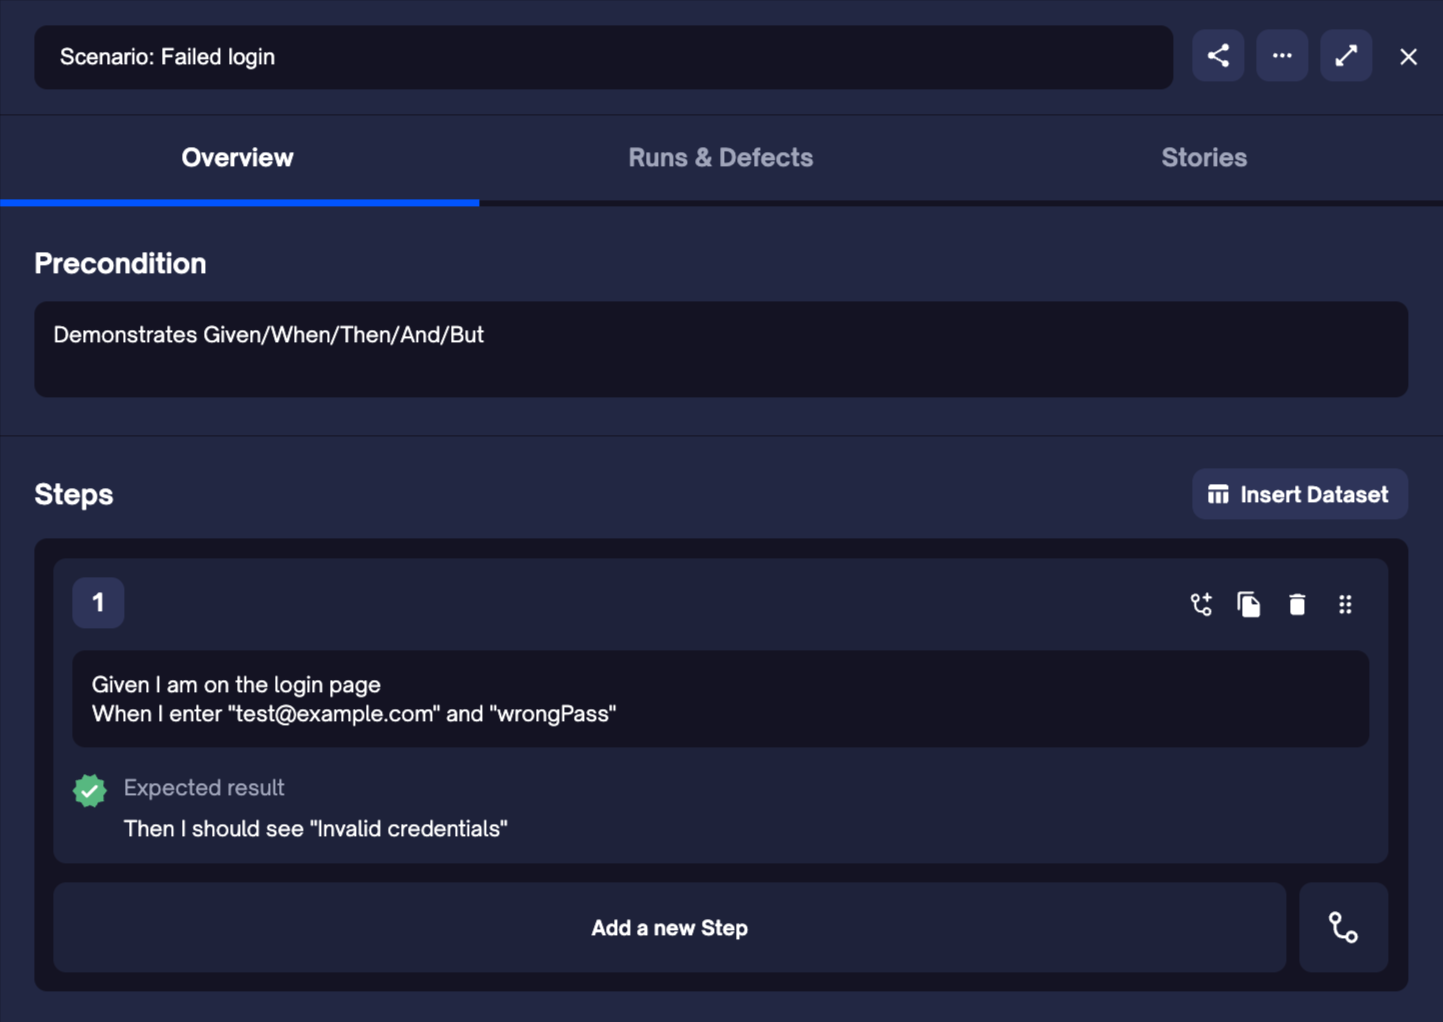 Scenario: Failed login
Overview
Runs & Defects
Stories
Precondition
Demonstrates Given/When/Then/And/But
Steps
Insert Dataset
1
Given I am on the login page
When I enter "test@example.com" and "wrongPass"
Expected result
Then I should see "Invalid credentials"
Add a new Step